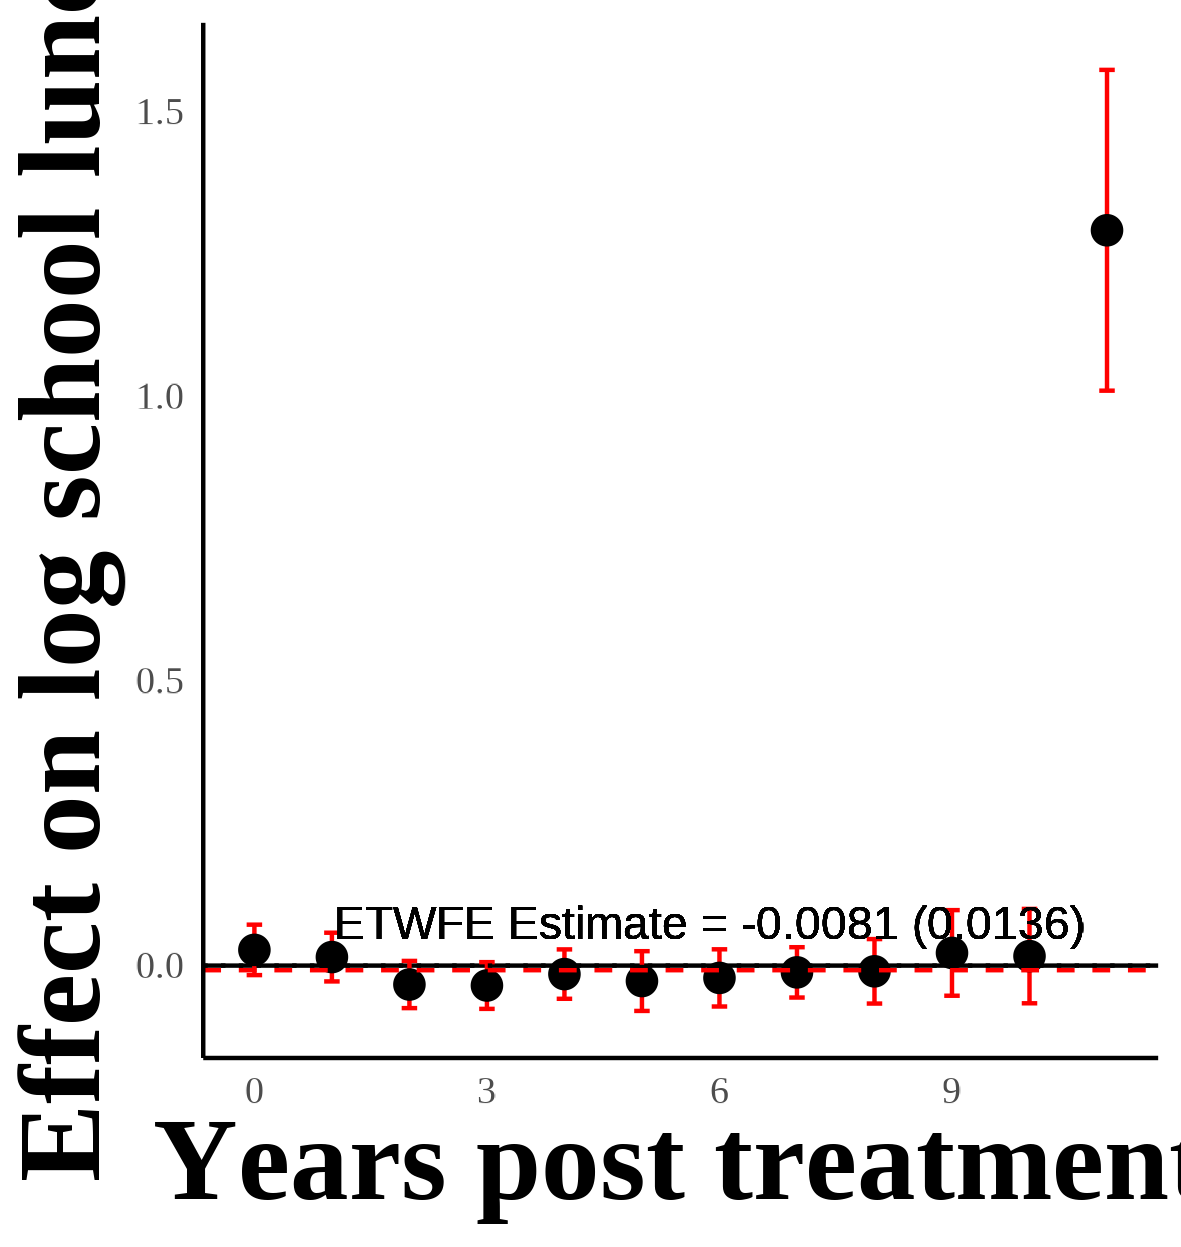 Effect on log school
1.5
1.0
0.5
0.0
ETWFE Estimate = -0.0081 (0.0136)
0 3 6 9
Years post treatment